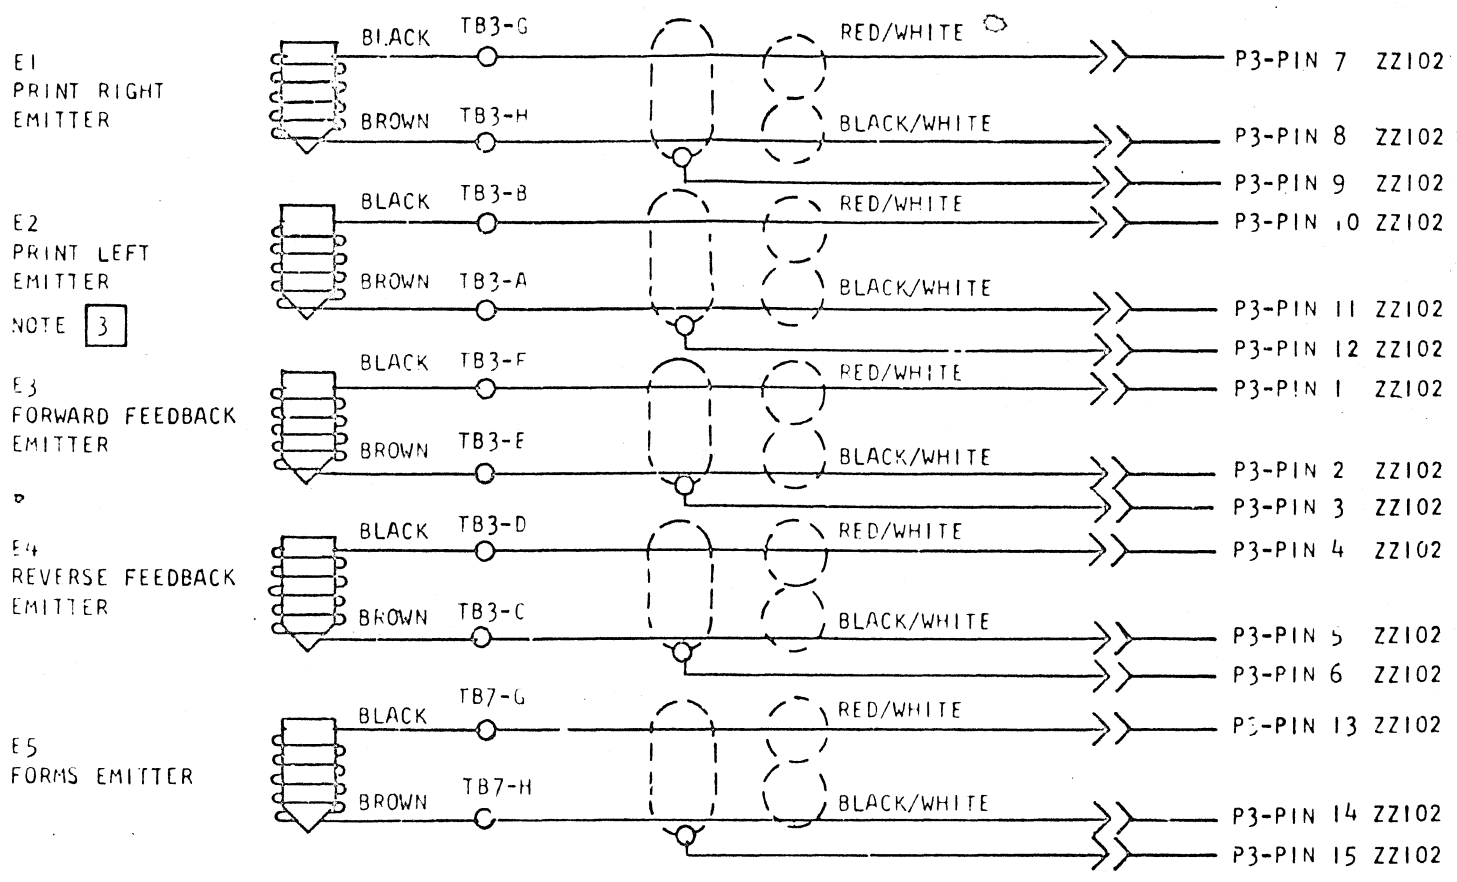 E1
PRINT RIGHT
EMITTER
BLACK TB3-G RED/WHITE P3-PIN 7 ZZ102
BROWN TB3-H BLACK/WHITE P3-PIN 8 ZZ102
P3-PIN 9 ZZ102
E2
PRINT LEFT
EMITTER
NOTE 3
BLACK TB3-B RED/WHITE P3-PIN 10 ZZ102
BROWN TB3-A BLACK/WHITE P3-PIN 11 ZZ102
P3-PIN 12 ZZ102
E3
FORWARD FEEDBACK
EMITTER
BLACK TB3-F RED/WHITE P3-PIN 1 ZZ102
BROWN TB3-E BLACK/WHITE P3-PIN 2 ZZ102
P3-PIN 3 ZZ102
E4
REVERSE FEEDBACK
EMITTER
BLACK TB3-D RED/WHITE P3-PIN 4 ZZ102
BROWN TB3-C BLACK/WHITE P3-PIN 5 ZZ102
P3-PIN 6 ZZ102
E5
FORMS EMITTER
BLACK TB7-G RED/WHITE P3-PIN 13 ZZ102
BROWN TB7-H BLACK/WHITE P3-PIN 14 ZZ102
P3-PIN 15 ZZ102